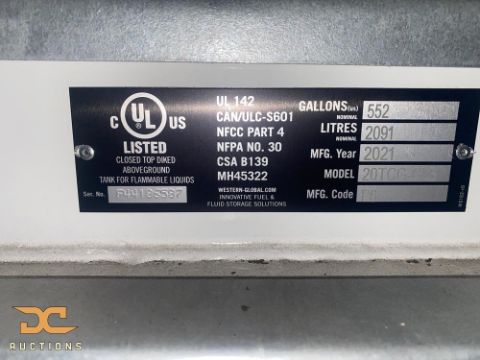 C UL US
LISTED
CLOSED TOP DIKED
ABOVEGROUND
TANK FOR FLAMMABLE LIQUIDS
Ser. No.
UL 142
CAN/ULC-S601
NFCC PART 4
NFPA NO. 30
CSA B139
MH45322
WESTERN-GLOBAL.COM
INNOVATIVE FUEL &
FLUID STORAGE SOLUTIONS
GALLONS (US) 552
NOMINAL
LITRES 2091
NOMINAL
MFG. Year 2021
MODEL
MFG. Code
DC
AUCTIONS